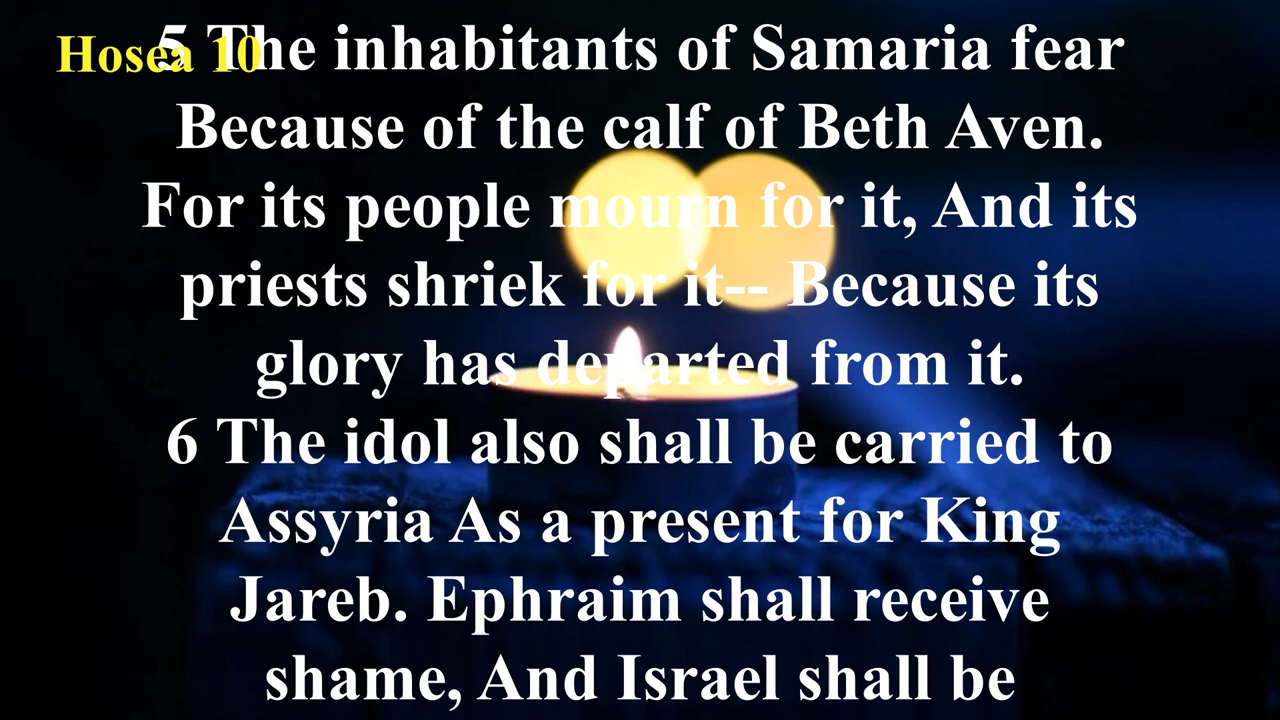 Hosea 10
5 The inhabitants of Samaria fear
Because of the calf of Beth Aven.
For its people mourn for it, And its
priests shriek for it-- Because its
glory has departed from it.
6 The idol also shall be carried to
Assyria As a present for King
Jareb. Ephraim shall receive
shame, And Israel shall be